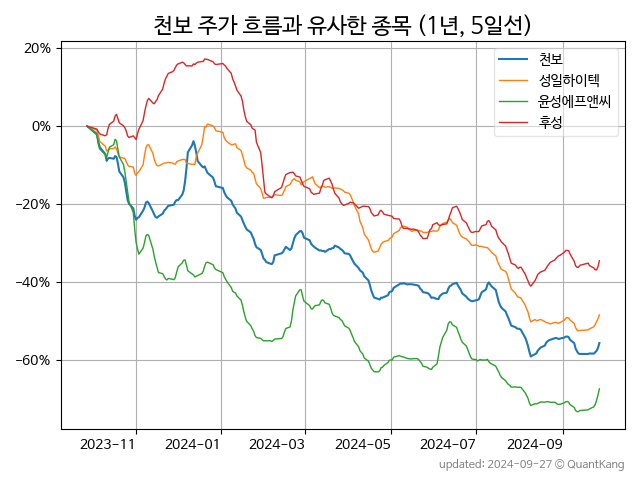 천보 주가 흐름과 유사한 종목 (1년, 5일선)
20%
0%
−20%
−40%
−60%
천보
성일하이텍
윤성에프앤씨
후성
2023-11
2024-01
2024-03
2024-05
2024-07
2024-09
updated: 2024-09-27 © QuantKang